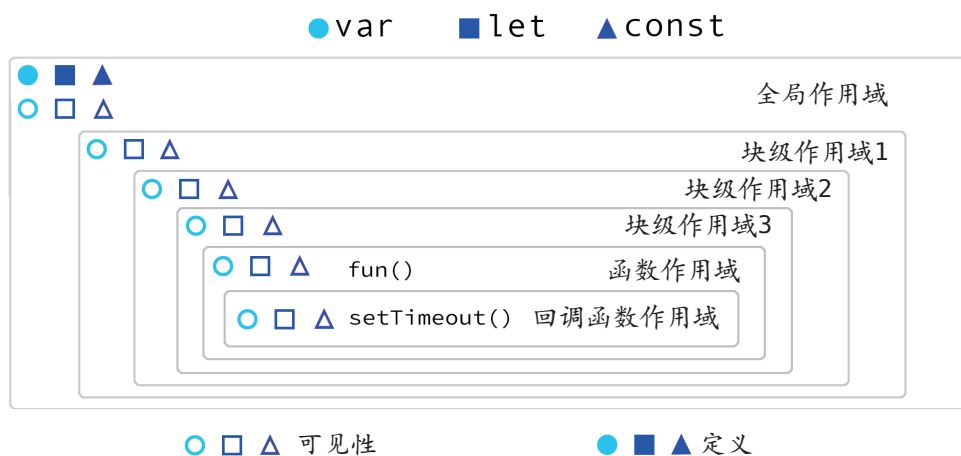 var let const
全局作用域
块级作用域1
块级作用域2
块级作用域3
fun() 函数作用域
setTimeout() 回调函数作用域
可见性 定义